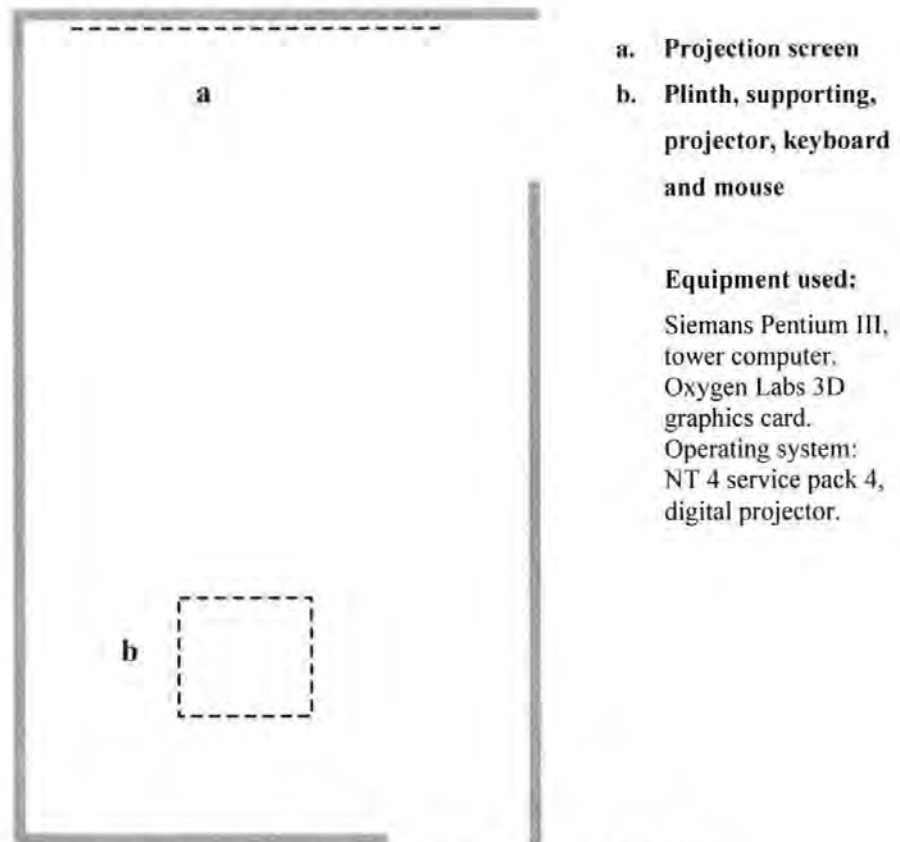 a
b
a. Projection screen
b. Plinth, supporting,
projector, keyboard
and mouse
Equipment used:
Siemans Pentium III,
tower computer.
Oxygen Labs 3D
graphics card.
Operating system:
NT 4 service pack 4,
digital projector.